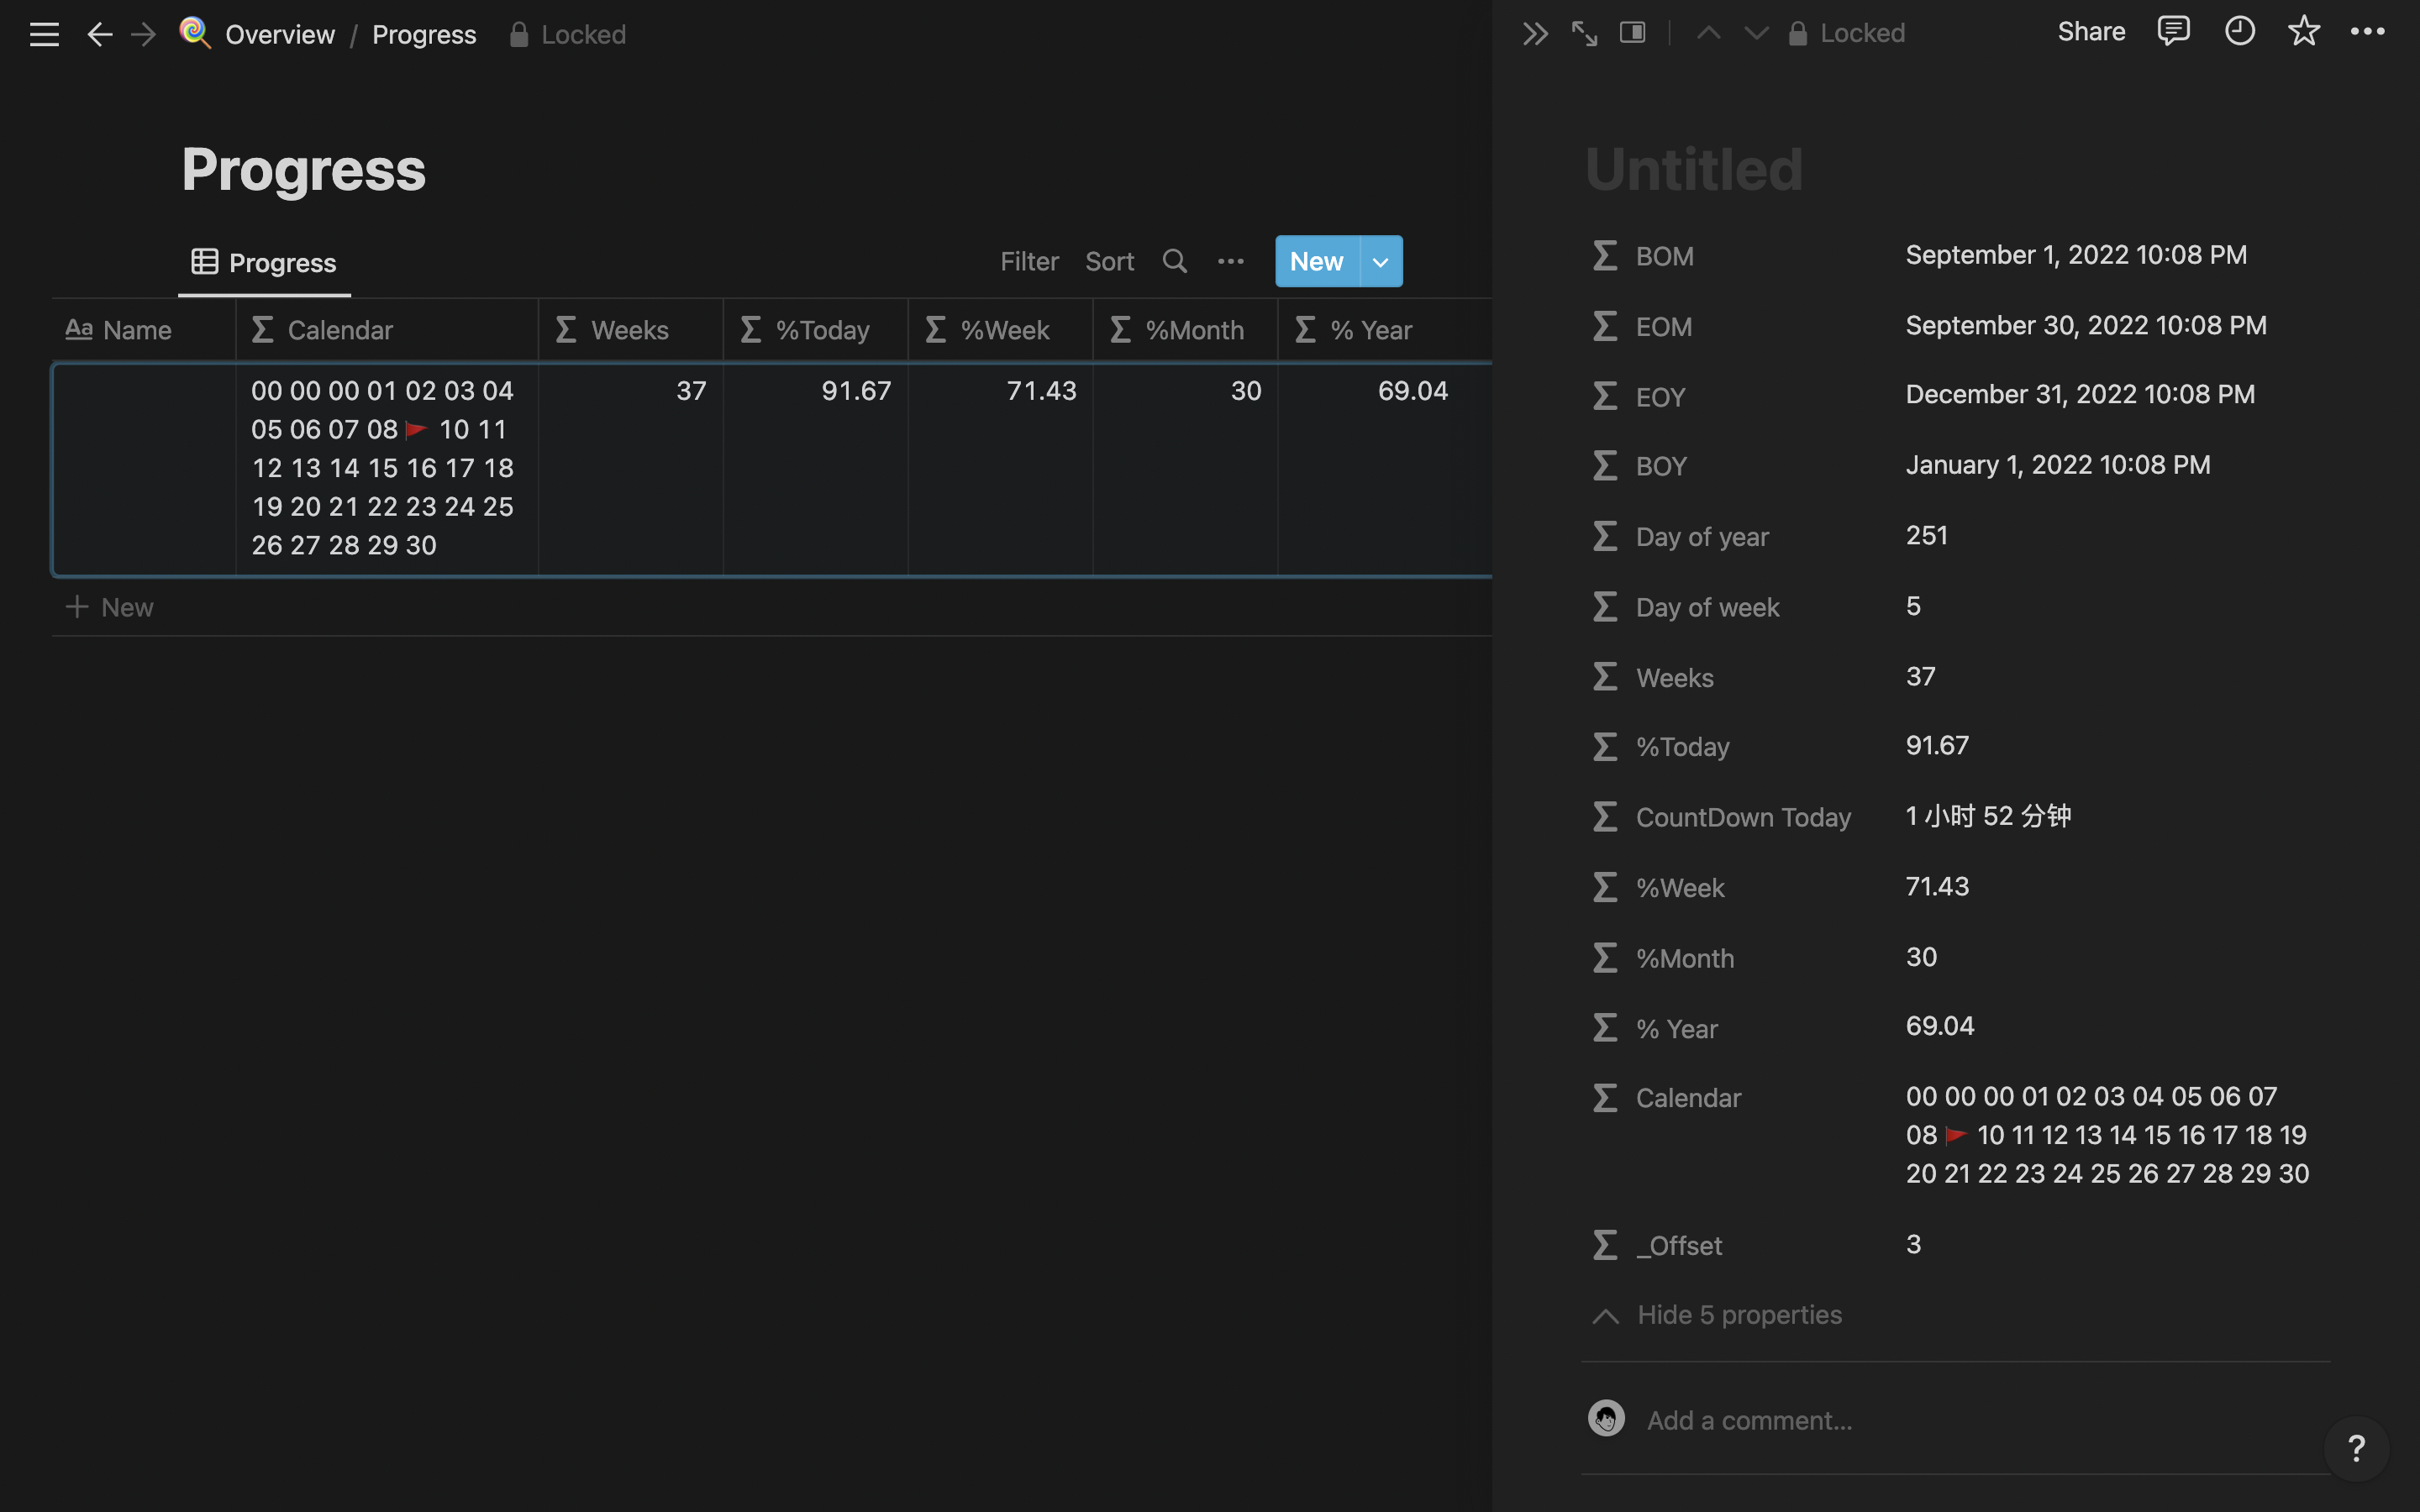 Overview / Progress Locked
Progress
Progress
Filter Sort New
Aa Name Σ Calendar Σ Weeks Σ %Today Σ %Week Σ %Month Σ % Year
00 00 00 01 02 03 04 37 91.67 71.43 30 69.04
05 06 07 08 🚩 10 11
12 13 14 15 16 17 18
19 20 21 22 23 24 25
26 27 28 29 30
+ New
Locked Share
Untitled
Σ BOM September 1, 2022 10:08 PM
Σ EOM September 30, 2022 10:08 PM
Σ EOY December 31, 2022 10:08 PM
Σ BOY January 1, 2022 10:08 PM
Σ Day of year 251
Σ Day of week 5
Σ Weeks 37
Σ %Today 91.67
Σ CountDown Today 1 小时 52 分钟
Σ %Week 71.43
Σ %Month 30
Σ % Year 69.04
Σ Calendar 00 00 00 01 02 03 04 05 06 07
08 🚩 10 11 12 13 14 15 16 17 18 19
20 21 22 23 24 25 26 27 28 29 30
Σ _Offset 3
Hide 5 properties
Add a comment...
?